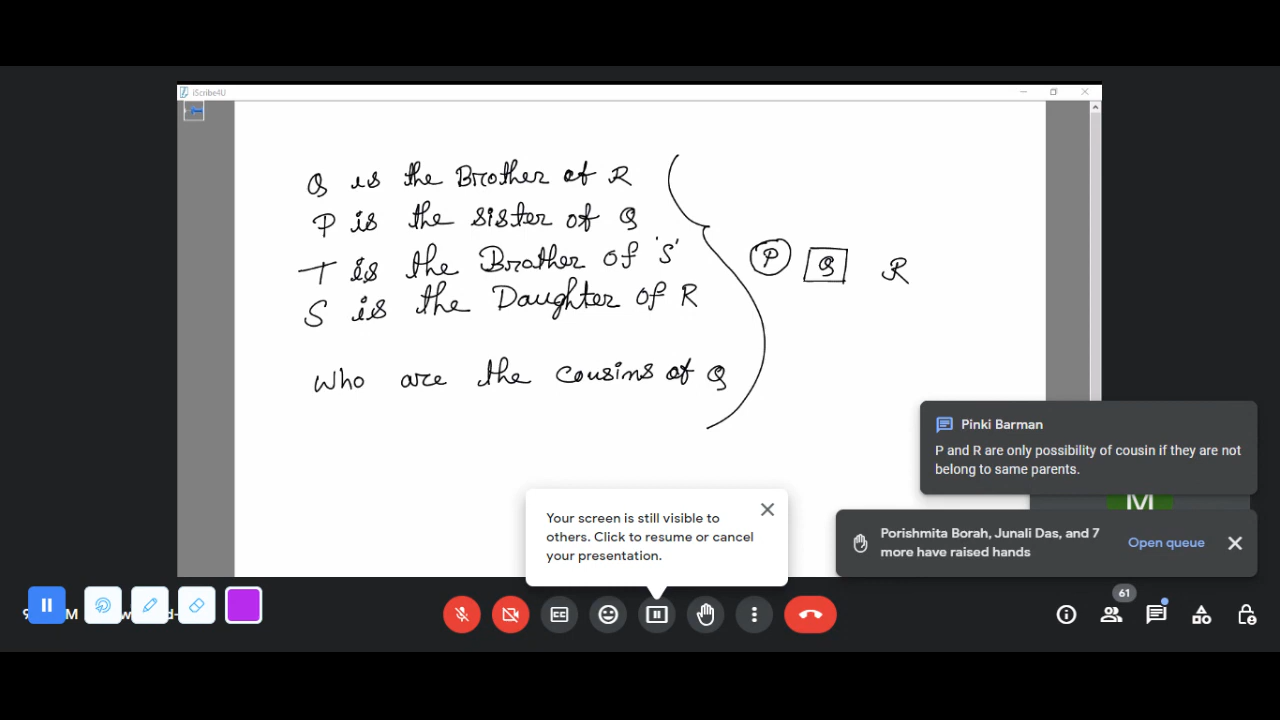 iScribe4U
Q is the Brother of R
P is the sister of Q
T is the Brother of 'S'
S is the Daughter of R
Who are the cousins of Q
P Q R
Pinki Barman
P and R are only possibility of cousin if they are not
belong to same parents.
M
Your screen is still visible to
others. Click to resume or cancel
your presentation.
Porishmita Borah, Junali Das, and 7
more have raised hands
Open queue
61